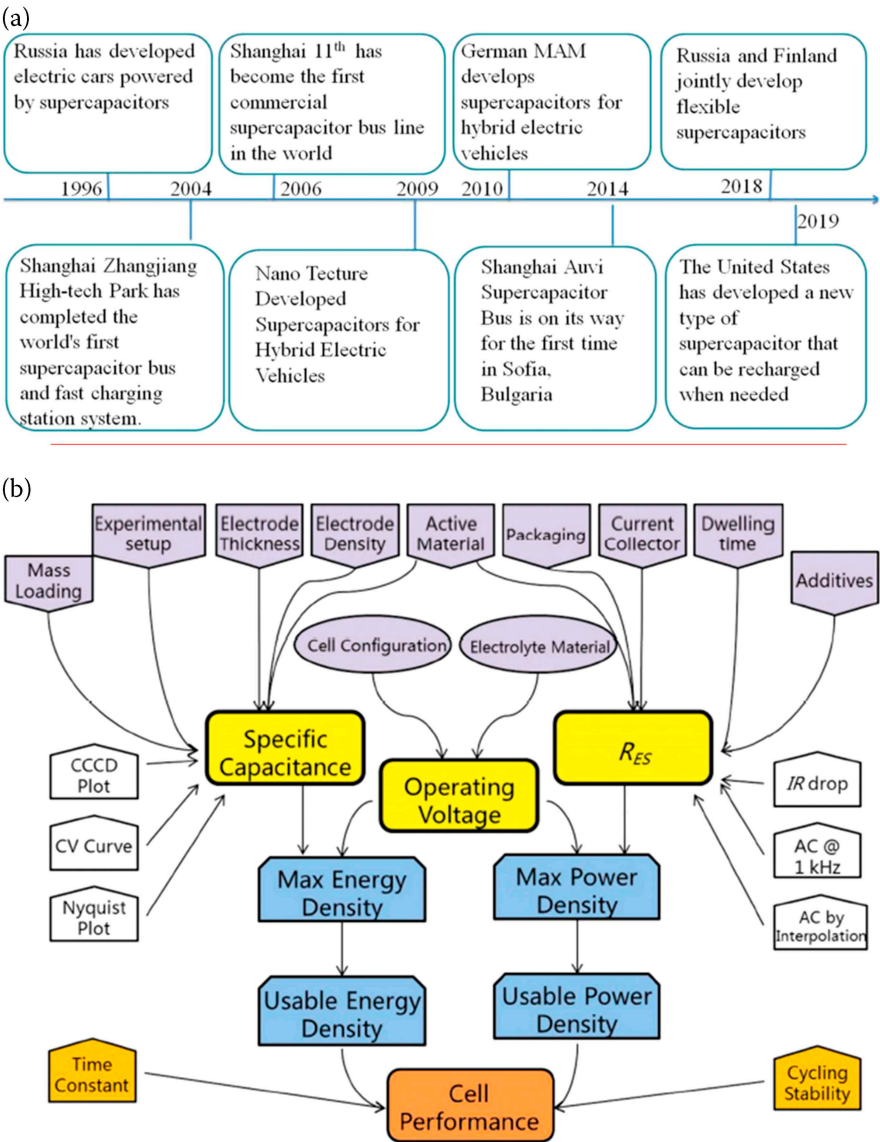 (a)
Russia has developed
electric cars powered
by supercapacitors
Shanghai 11th has
become the first
commercial
supercapacitor bus line
in the world
German MAM
develops
supercapacitors for
hybrid electric
vehicles
Russia and Finland
jointly develop
flexible
supercapacitors
1996
2004
2006
2009
2010
2014
2018
2019
Shanghai Zhangjiang
High-tech Park has
completed the
world's first
supercapacitor bus
and fast charging
station system.
Nano Tecture
Developed
Supercapacitors for
Hybrid Electric
Vehicles
Shanghai Auvi
Supercapacitor
Bus is on its way
for the first time
in Sofia,
Bulgaria
The United States
has developed a new
type of
supercapacitor that
can be recharged
when needed
(b)
Mass
Loading
Experimental
setup
Electrode
Thickness
Electrode
Density
Active
Material
Packaging
Current
Collector
Dwelling
time
Additives
Cell Configuration
Electrolyte Material
Specific
Capacitance
Operating
Voltage
RES
CCCD
Plot
CV Curve
Nyquist
Plot
IR drop
AC @
1 kHz
AC by
Interpolation
Max Energy
Density
Max Power
Density
Usable Energy
Density
Usable Power
Density
Time
Constant
Cell
Performance
Cycling
Stability